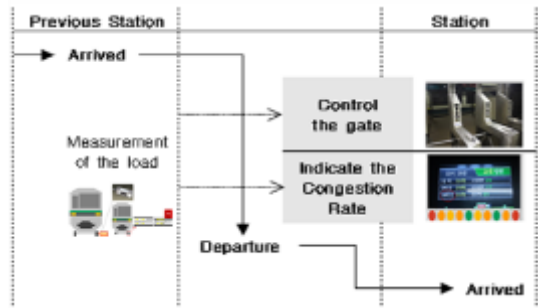 Previous Station
Station
Arrived
Control
the gate
Measurement
of the load
Indicate the
Congestion
Rate
Departure
Arrived